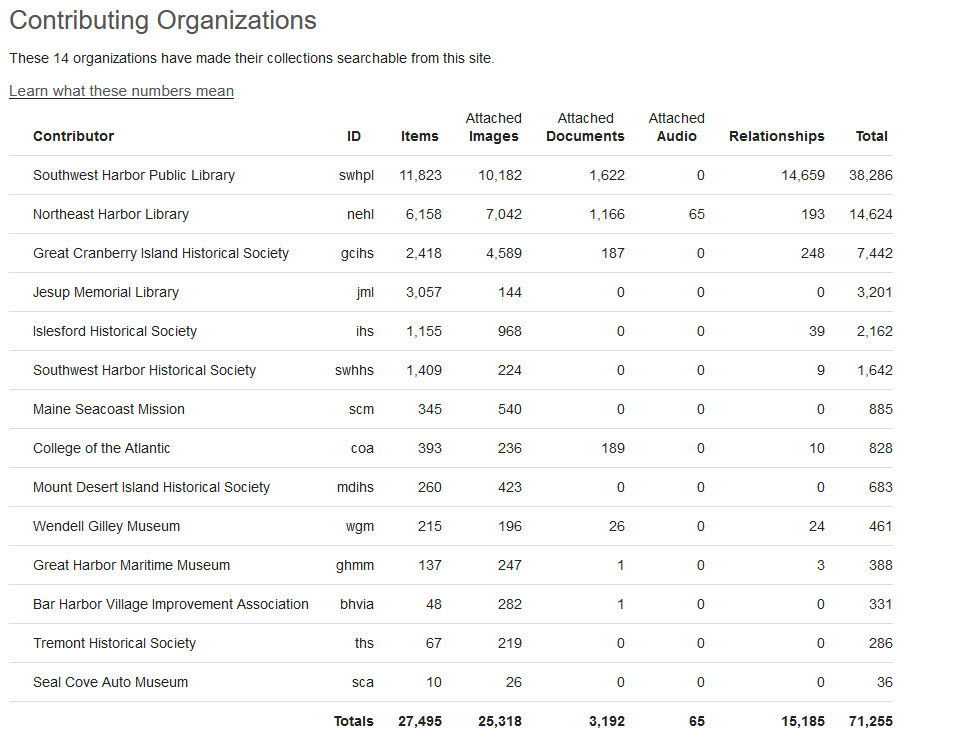 Contributing Organizations
These 14 organizations have made their collections searchable from this site.
Learn what these numbers mean
Contributor ID Items Attached Images Attached Documents Attached Audio Relationships Total
Southwest Harbor Public Library swhpl 11,823 10,182 1,622 0 14,659 38,286
Northeast Harbor Library nehl 6,158 7,042 1,166 65 193 14,624
Great Cranberry Island Historical Society gcihs 2,418 4,589 187 0 248 7,442
Jesup Memorial Library jml 3,057 144 0 0 0 3,201
Islesford Historical Society ihs 1,155 968 0 0 39 2,162
Southwest Harbor Historical Society swhhs 1,409 224 0 0 9 1,642
Maine Seacoast Mission scm 345 540 0 0 0 885
College of the Atlantic coa 393 236 189 0 10 828
Mount Desert Island Historical Society mdihs 260 423 0 0 0 683
Wendell Gilley Museum wgm 215 196 26 0 24 461
Great Harbor Maritime Museum ghmm 137 247 1 0 3 388
Bar Harbor Village Improvement Association bhvia 48 282 1 0 0 331
Tremont Historical Society ths 67 219 0 0 0 286
Seal Cove Auto Museum sca 10 26 0 0 0 36
Totals 27,495 25,318 3,192 65 15,185 71,255